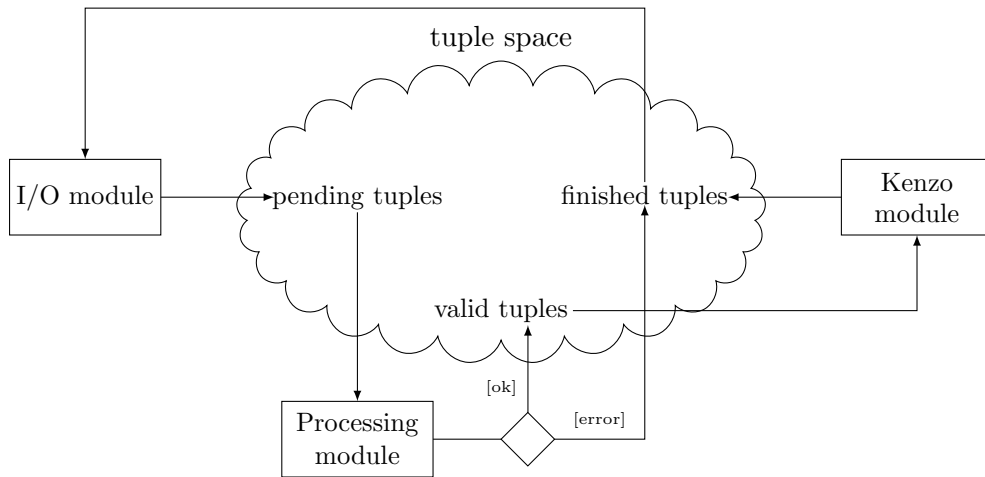 tuple space
I/O module
pending tuples
finished tuples
Kenzo
module
valid tuples
[ok]
[error]
Processing
module